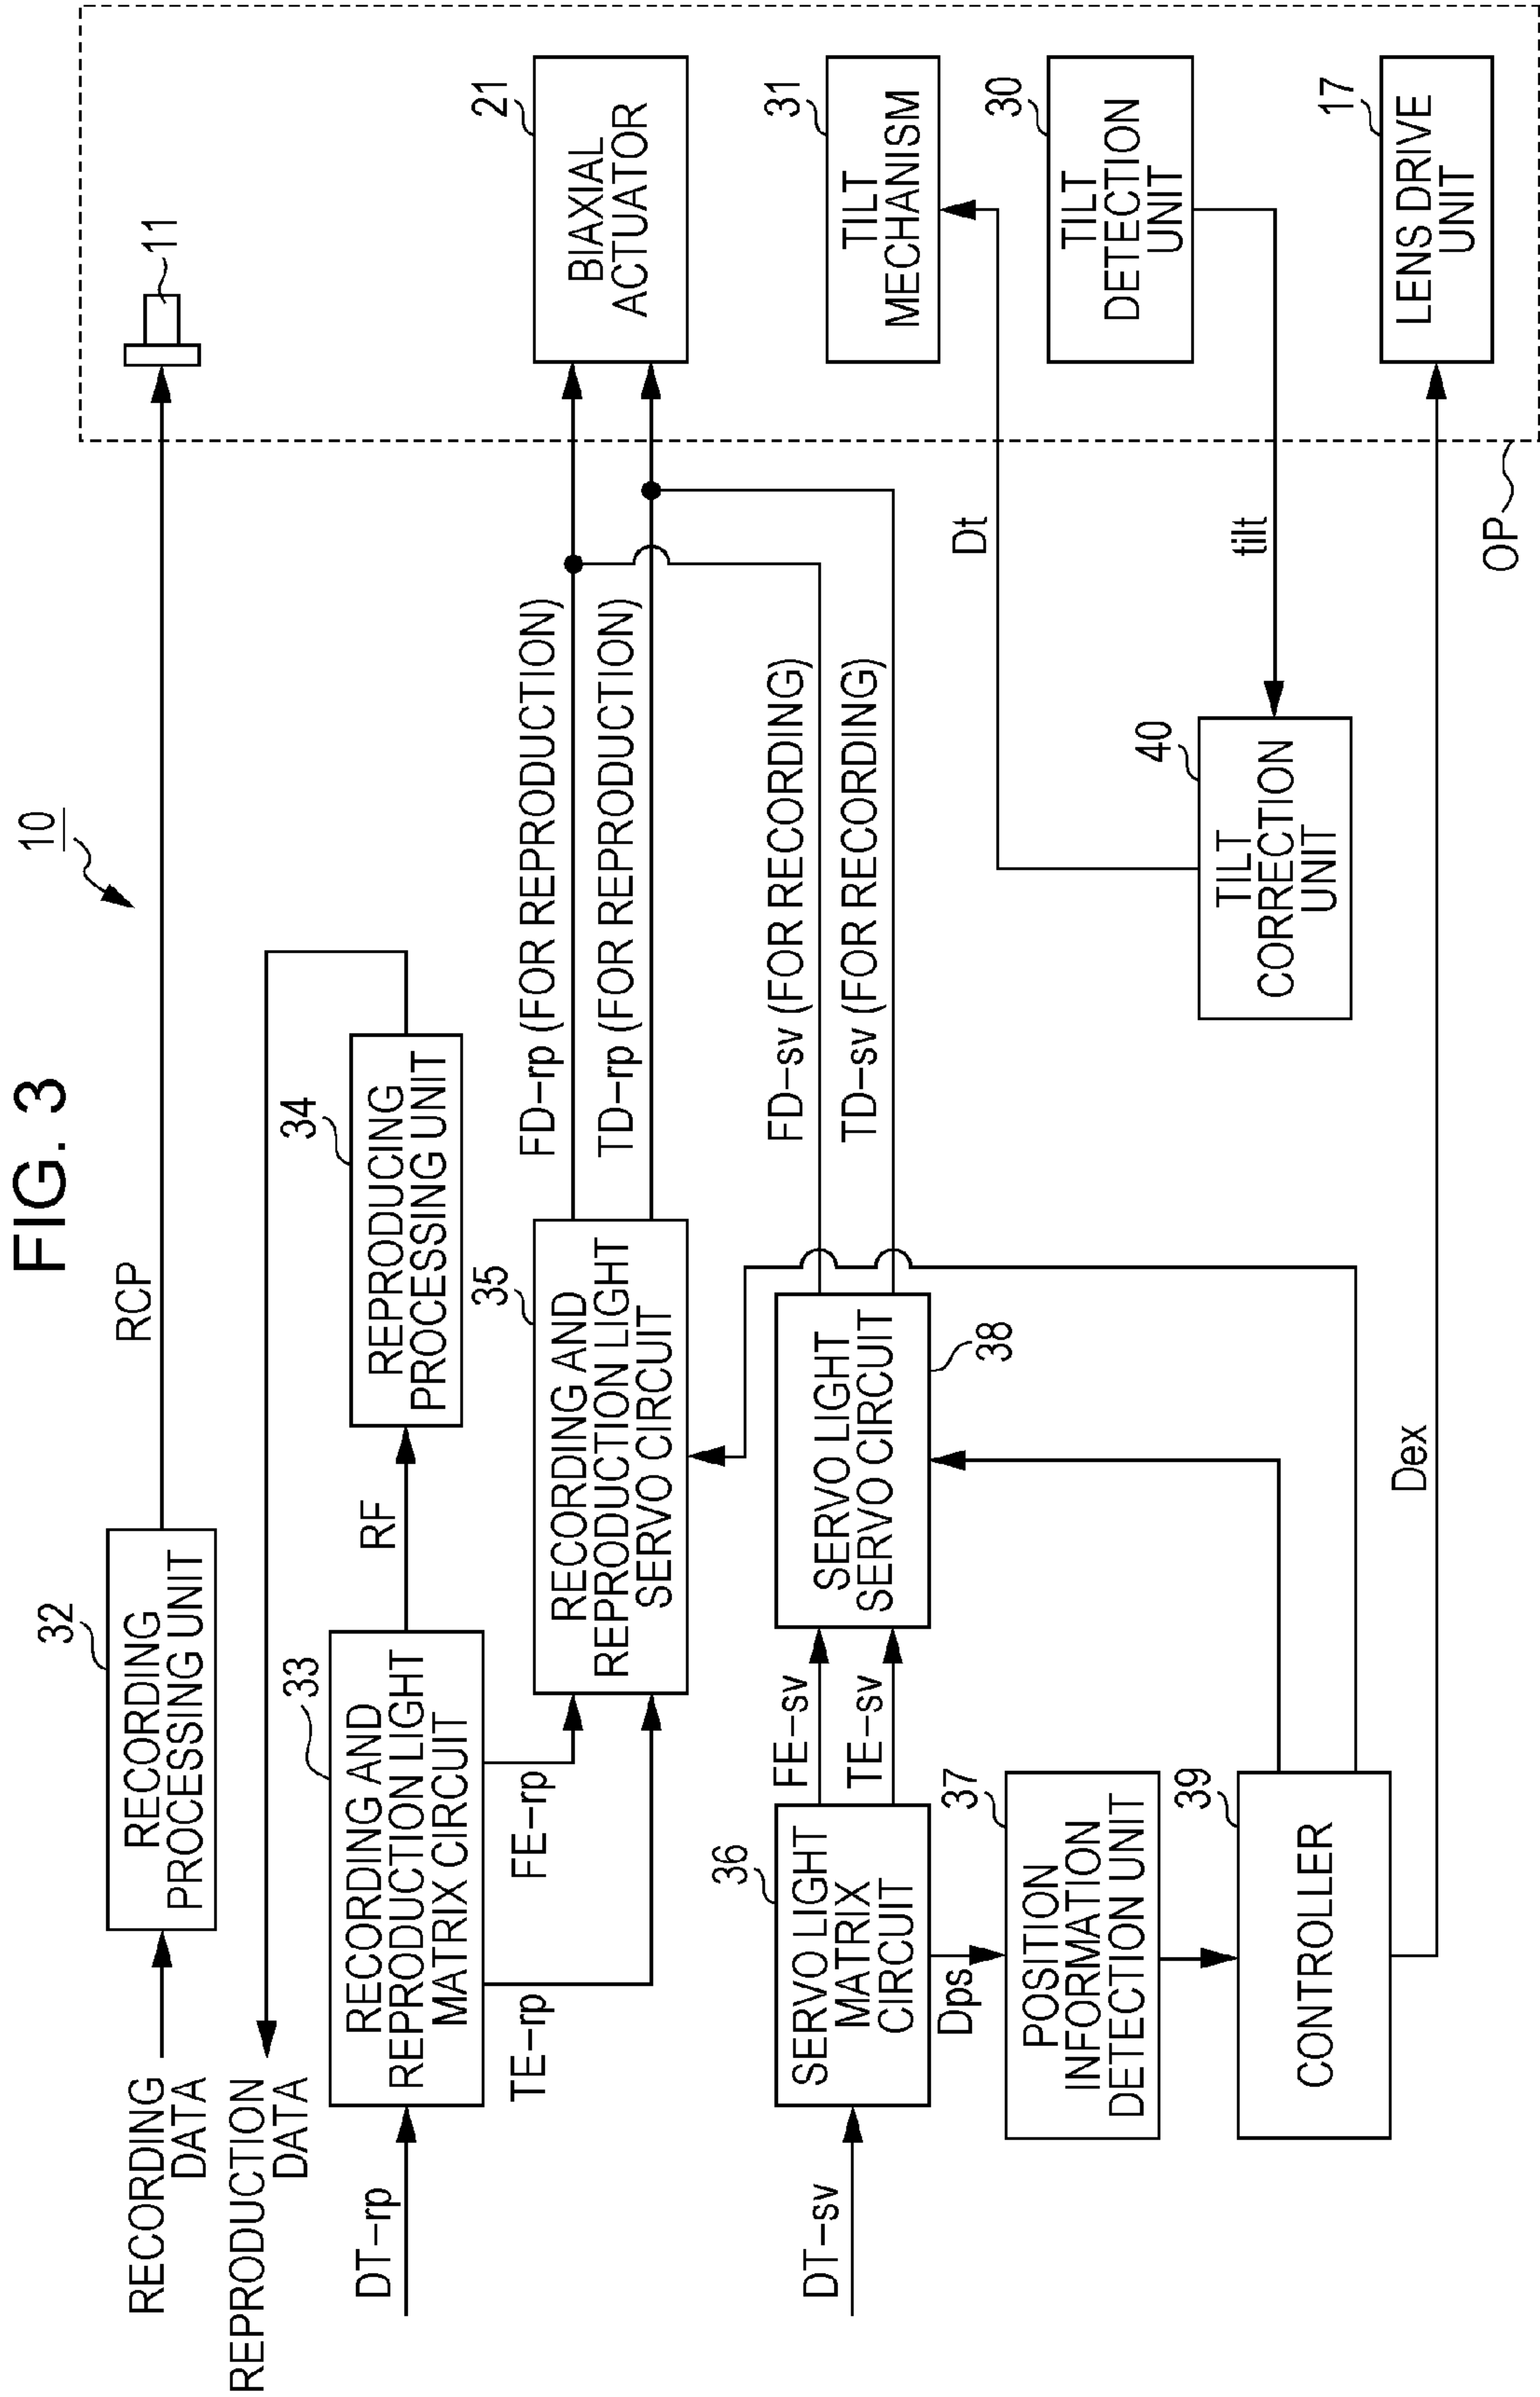 FIG. 3
10
RECORDING
DATA
32
RECORDING
PROCESSING UNIT
RCP
11
REPRODUCTION
DATA
34
REPRODUCING
PROCESSING UNIT
DT-rp
33
RECORDING AND
REPRODUCTION LIGHT
MATRIX CIRCUIT
RF
TE-rp
FE-rp
35
RECORDING AND
REPRODUCTION LIGHT
SERVO CIRCUIT
FD-rp (FOR REPRODUCTION)
TD-rp (FOR REPRODUCTION)
21
BIAXIAL
ACTUATOR
DT-sv
36
SERVO LIGHT
MATRIX
CIRCUIT
FE-sv
TE-sv
SERVO LIGHT
SERVO CIRCUIT
38
FD-sv (FOR RECORDING)
TD-sv (FOR RECORDING)
31
TILT
MECHANISM
Dps
37
POSITION
INFORMATION
DETECTION UNIT
Dt
30
TILT
DETECTION
UNIT
tilt
40
TILT
CORRECTION
UNIT
39
CONTROLLER
Dex
17
LENS DRIVE
UNIT
OP